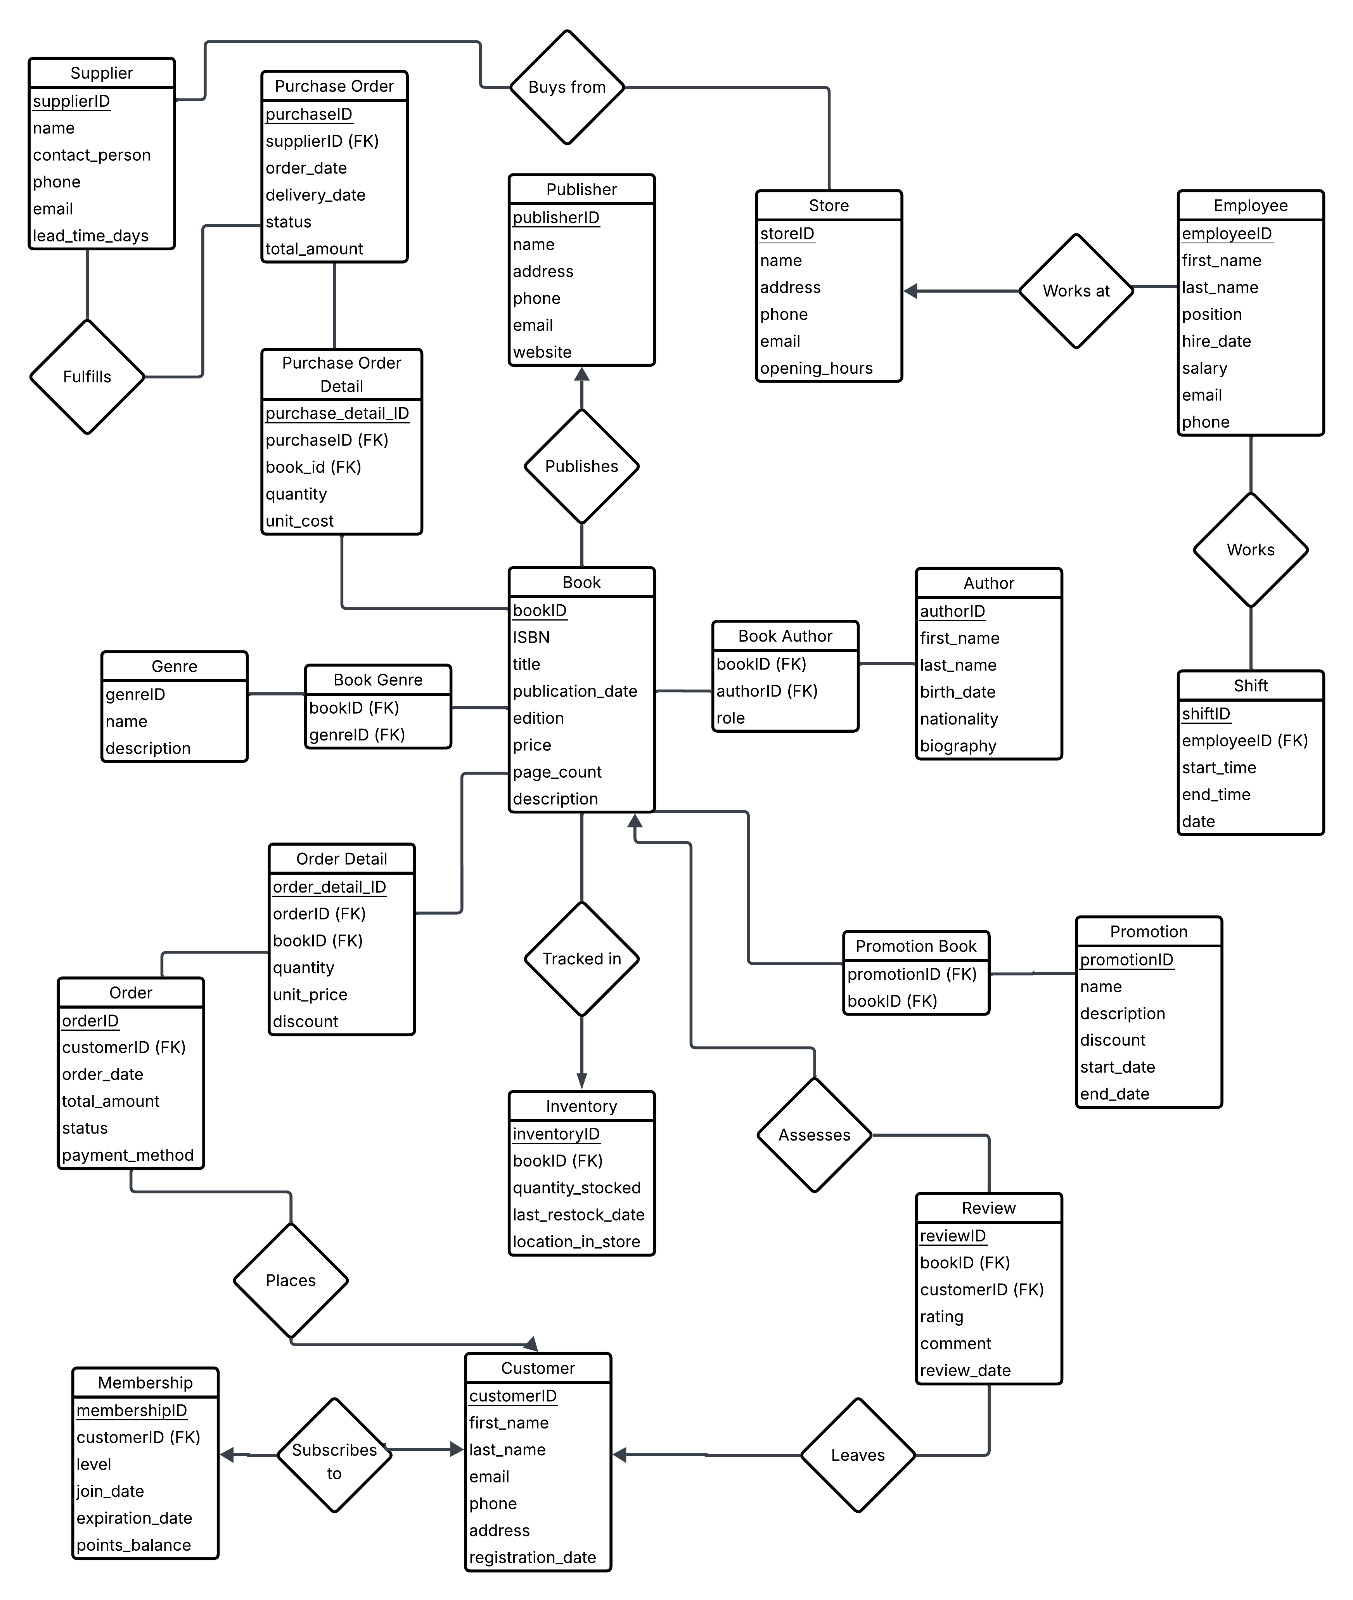 Supplier
supplierID
name
contact_person
phone
email
lead_time_days
Purchase Order
purchaseID
supplierID (FK)
order_date
delivery_date
status
total_amount
Buys from
Publisher
publisherID
name
address
phone
email
website
Store
storeID
name
address
phone
email
opening_hours
Works at
Employee
employeeID
first_name
last_name
position
hire_date
salary
email
phone
Fulfills
Purchase Order
Detail
purchase_detail_ID
purchaseID (FK)
book_id (FK)
quantity
unit_cost
Publishes
Works
Book
bookID
ISBN
title
publication_date
edition
price
page_count
description
Book Author
bookID (FK)
authorID (FK)
role
Author
authorID
first_name
last_name
birth_date
nationality
biography
Genre
genreID
name
description
Book Genre
bookID (FK)
genreID (FK)
Shift
shiftID
employeeID (FK)
start_time
end_time
date
Order Detail
order_detail_ID
orderID (FK)
bookID (FK)
quantity
unit_price
discount
Tracked in
Promotion Book
promotionID (FK)
bookID (FK)
Promotion
promotionID
name
description
discount
start_date
end_date
Order
orderID
customerID (FK)
order_date
total_amount
status
payment_method
Inventory
inventoryID
bookID (FK)
quantity_stocked
last_restock_date
location_in_store
Assesses
Review
reviewID
bookID (FK)
customerID (FK)
rating
comment
review_date
Places
Membership
membershipID
customerID (FK)
level
join_date
expiration_date
points_balance
Subscribes
to
Customer
customerID
first_name
last_name
email
phone
address
registration_date
Leaves